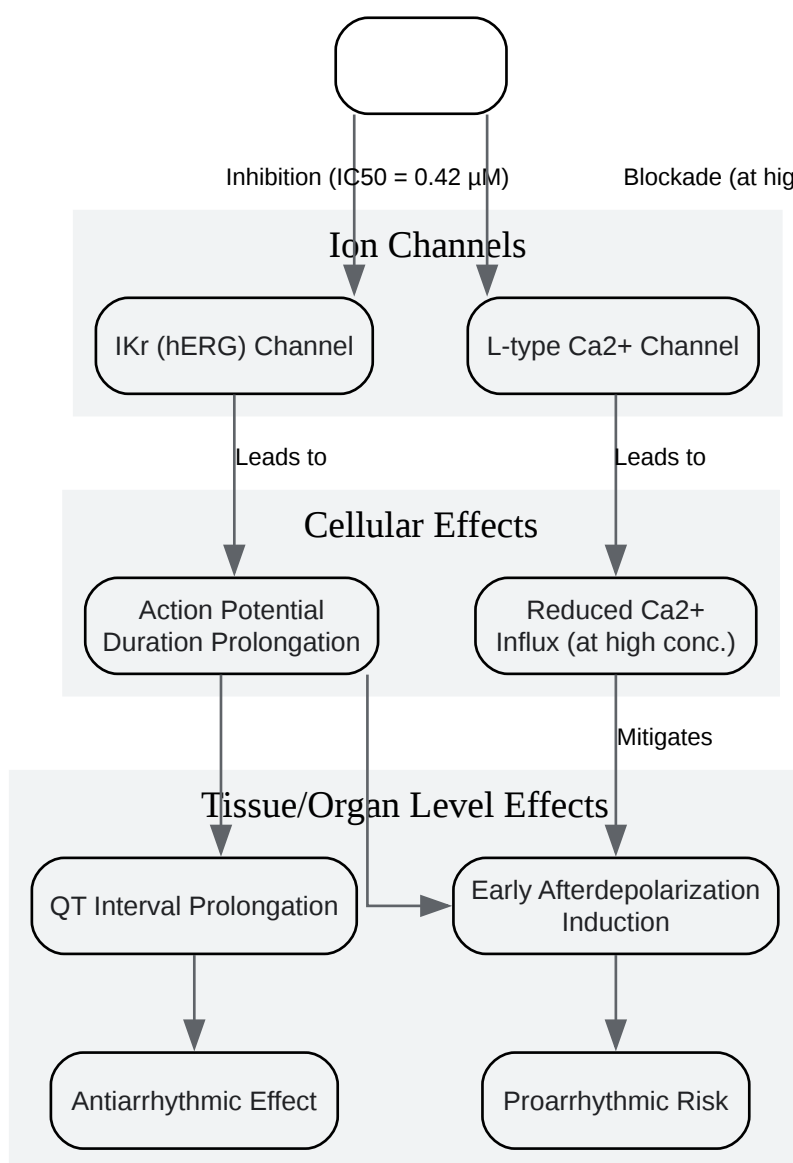 Inhibition (IC50 = 0.42 µM)
Blockade (at hig
Ion Channels
IKr (hERG) Channel
L-type Ca2+ Channel
Leads to
Leads to
Cellular Effects
Action Potential
Duration Prolongation
Reduced Ca2+
Influx (at high conc.)
Mitigates
Tissue/Organ Level Effects
QT Interval Prolongation
Early Afterdepolarization
Induction
Antiarrhythmic Effect
Proarrhythmic Risk